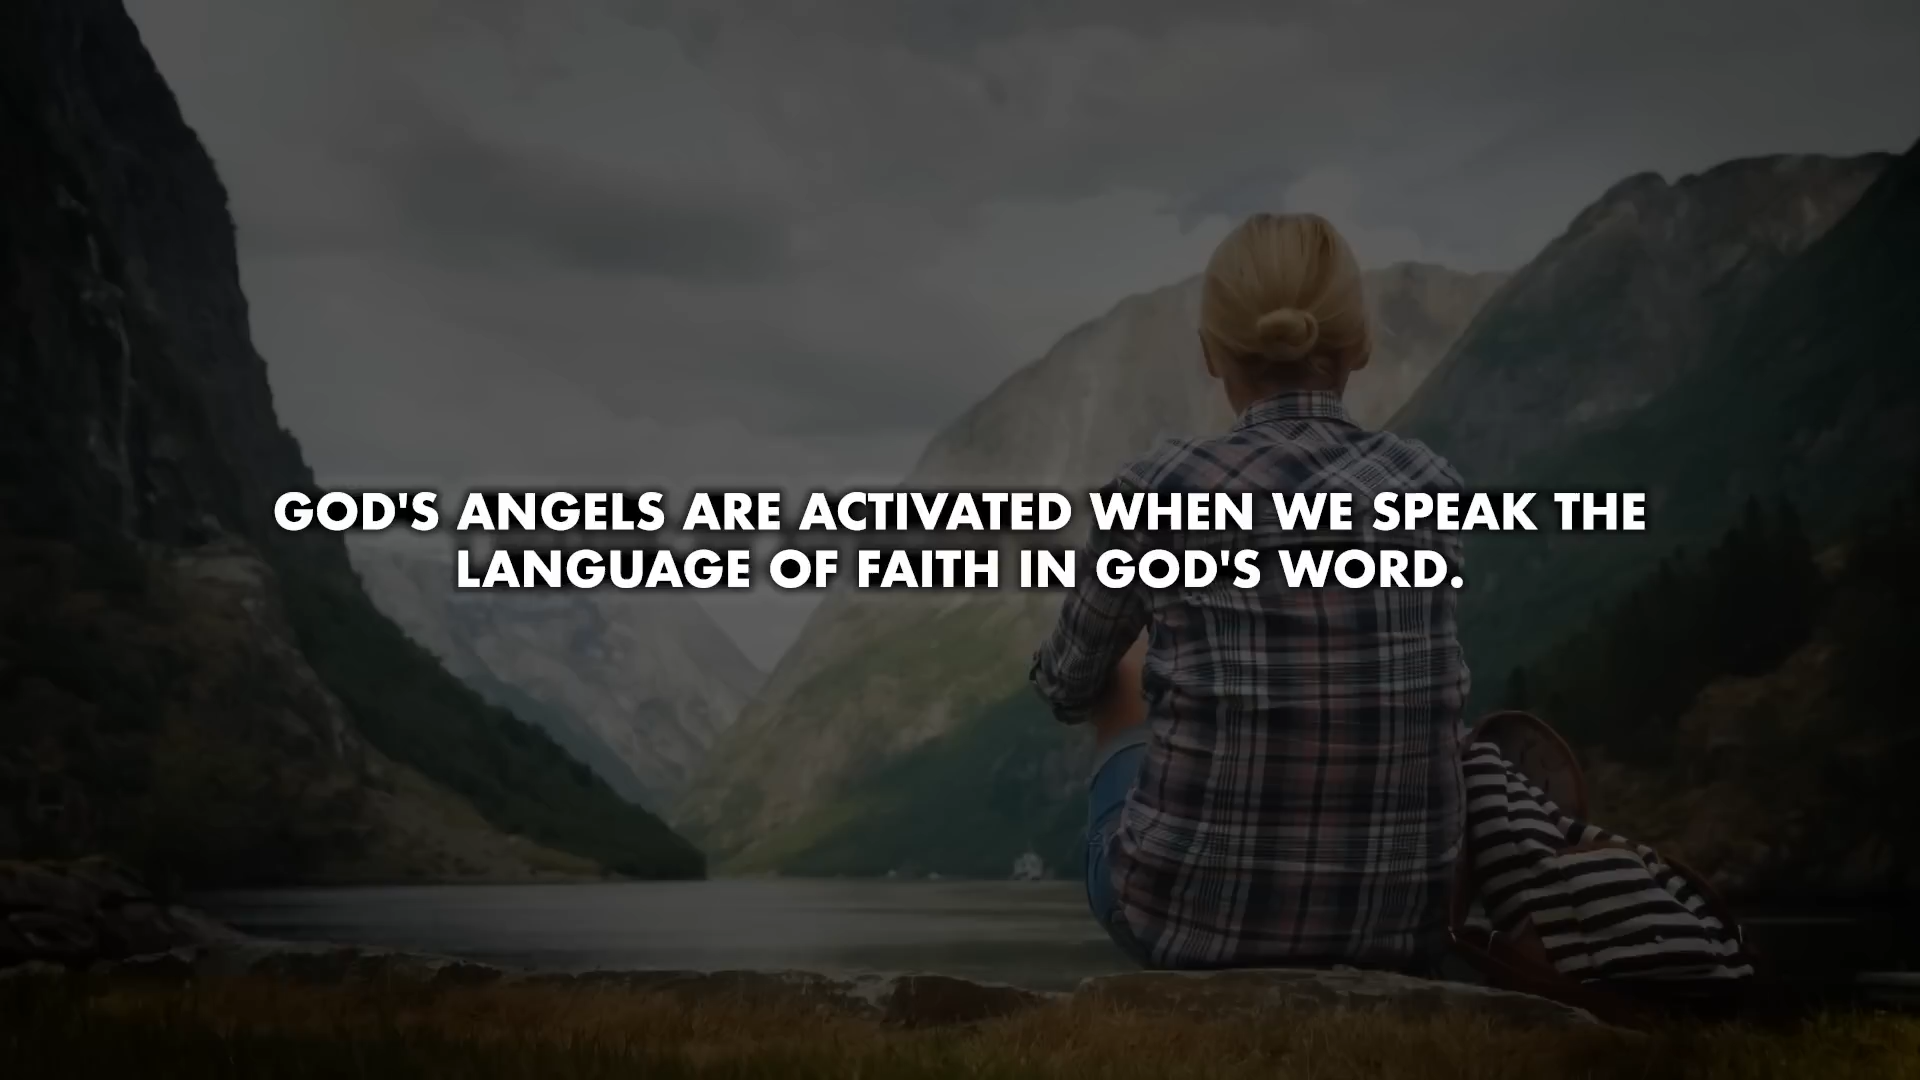 GOD'S ANGELS ARE ACTIVATED WHEN WE SPEAK THE
LANGUAGE OF FAITH IN GOD'S WORD.